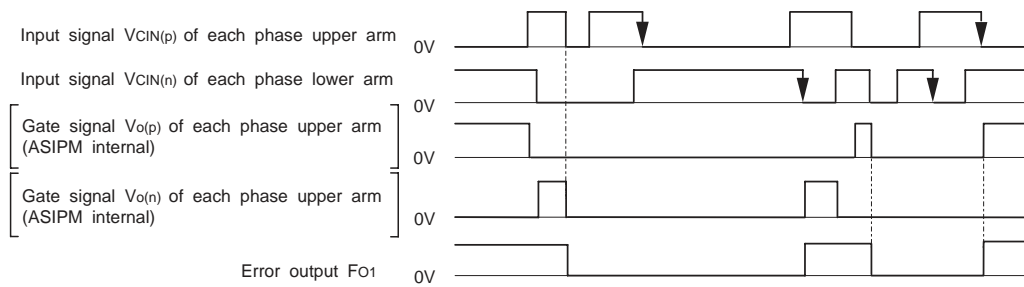 Input signal VCIN(p) of each phase upper arm
0V
Input signal VCIN(n) of each phase lower arm
0V
Gate signal Vo(p) of each phase upper arm
(ASIPM internal)
0V
Gate signal Vo(n) of each phase upper arm
(ASIPM internal)
0V
Error output FO1
0V